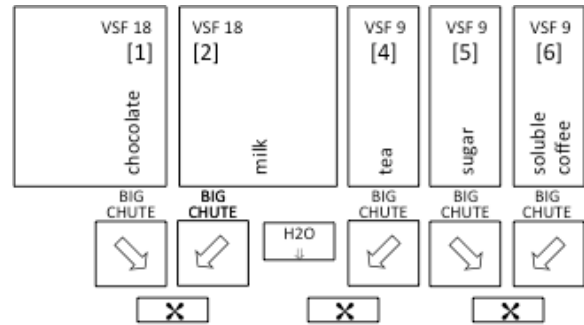 VSF 18
[1]
chocolate
VSF 18
[2]
milk
VSF 9
[4]
tea
VSF 9
[5]
sugar
VSF 9
[6]
soluble
coffee
BIG
CHUTE
BIG
CHUTE
H2O
BIG
CHUTE
BIG
CHUTE
BIG
CHUTE